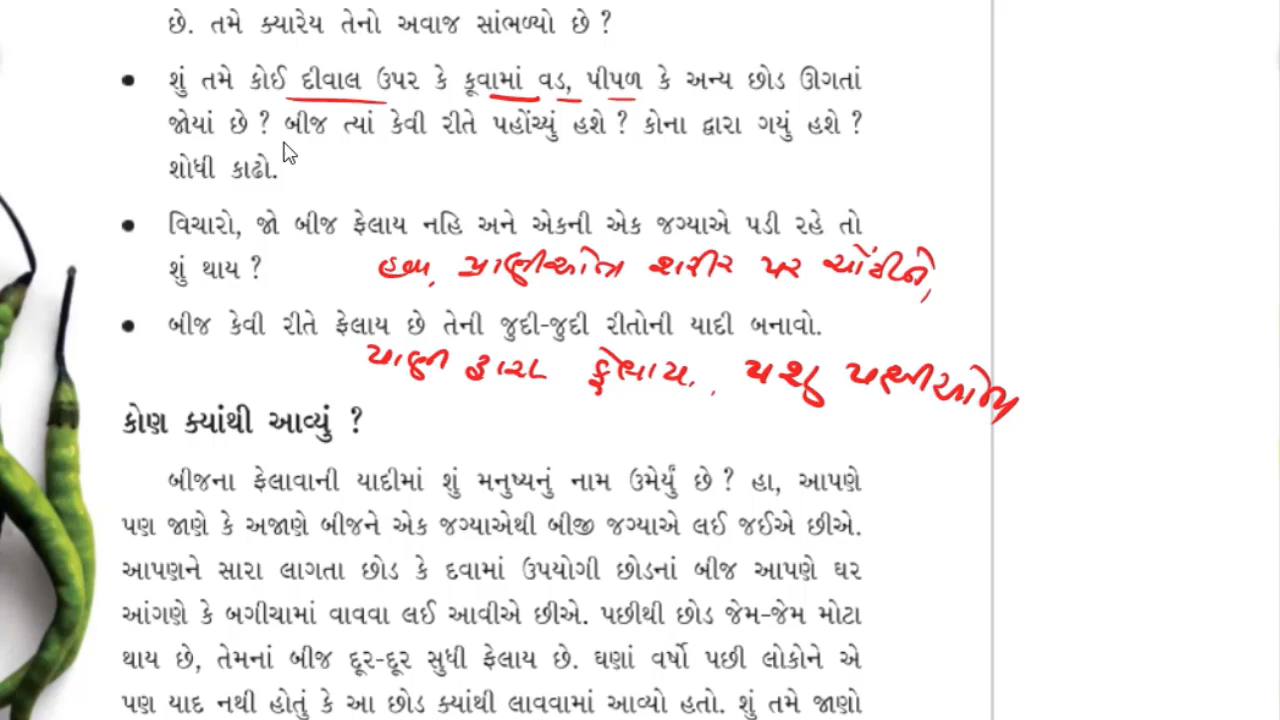 છે. તમે ક્યારેય તેનો અવાજ સાંભળ્યો છે ?
• શું તમે કોઈ દીવાલ ઉપર કે કૂવામાં વડ, પીપળ કે અન્ય છોડ ઊગતાં
જોયાં છે ? બીજ ત્યાં કેવી રીતે પહોંચ્યું હશે ? કોના દ્વારા ગયું હશે ?
શોધી કાઢો.
• વિચારો, જો બીજ ફેલાય નહિ અને એકની એક જગ્યાએ પડી રહે તો
શું થાય ?
પ્રાણીઓના શરીર પર ચોંટીને,
• બીજ કેવી રીતે ફેલાય છે તેની જુદી-જુદી રીતોની યાદી બનાવો.
પાણી દ્વારા ફેલાય. પશુ
કોણ ક્યાંથી આવ્યું ?
બીજના ફેલાવાની યાદીમાં શું મનુષ્યનું નામ ઉમેર્યું છે ? હા, આપણે
પણ જાણે કે અજાણે બીજને એક જગ્યાએથી બીજી જગ્યાએ લઈ જઈએ છીએ.
આપણને સારા લાગતા છોડ કે દવામાં ઉપયોગી છોડનાં બીજ આપણે ઘર
આંગણે કે બગીચામાં વાવવા લઈ આવીએ છીએ. પછીથી છોડ જેમ-જેમ મોટા
થાય છે, તેમનાં બીજ દૂર-દૂર સુધી ફેલાય છે. ઘણાં વર્ષો પછી લોકોને એ
પણ યાદ નથી હોતું કે આ છોડ ક્યાંથી લાવવામાં આવ્યો હતો. શું તમે જાણો